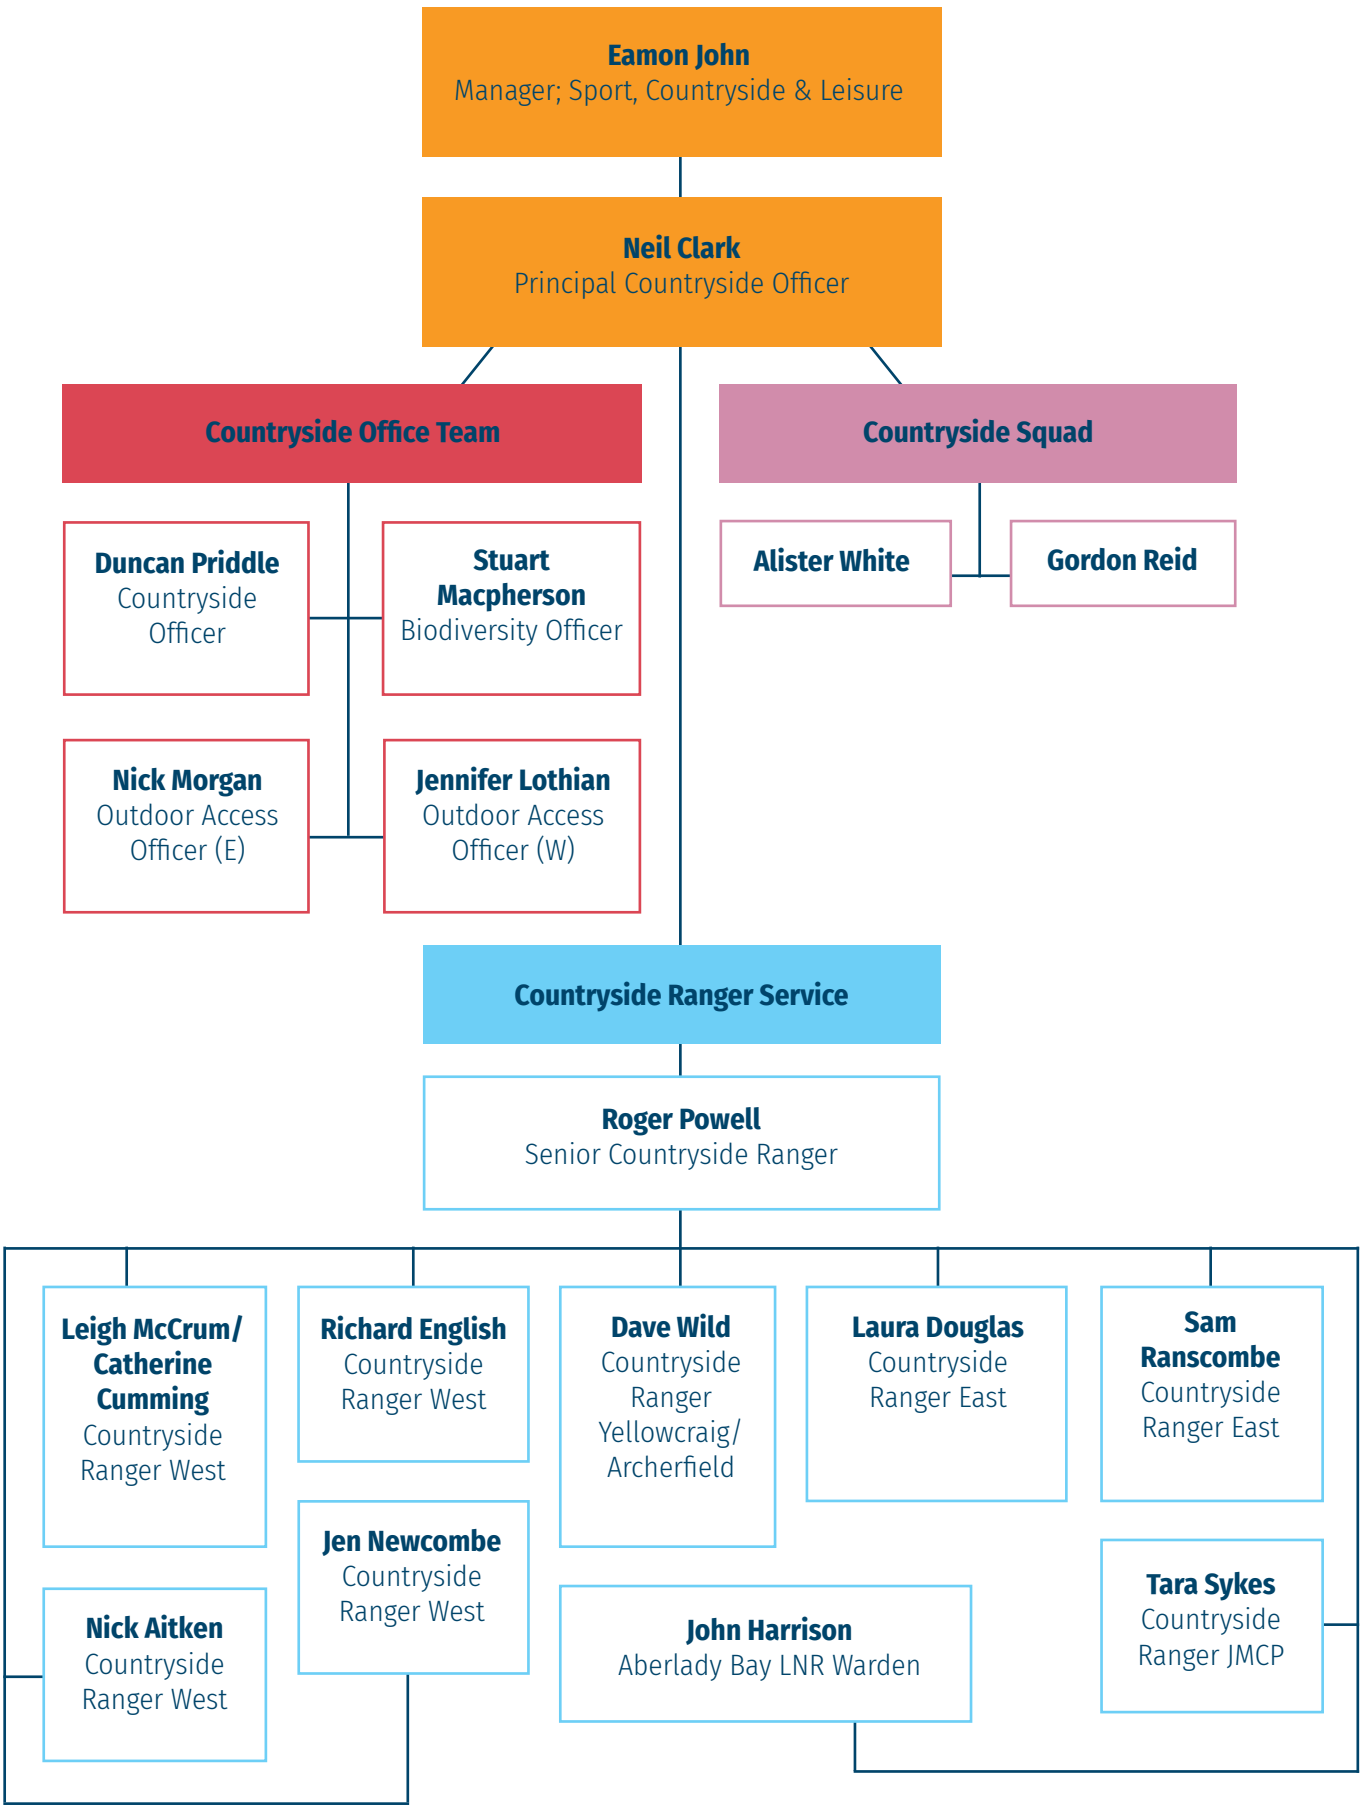 Eamon John
Manager; Sport, Countryside & Leisure
Neil Clark
Principal Countryside Officer
Countryside Office Team
Countryside Squad
Duncan Priddle
Countryside
Officer
Stuart
Macpherson
Biodiversity Officer
Alister White
Gordon Reid
Nick Morgan
Outdoor Access
Officer (E)
Jennifer Lothian
Outdoor Access
Officer (W)
Countryside Ranger Service
Roger Powell
Senior Countryside Ranger
Leigh McCrum/
Catherine
Cumming
Countryside
Ranger West
Richard English
Countryside
Ranger West
Dave Wild
Countryside
Ranger
Yellowcraig/
Archerfield
Laura Douglas
Countryside
Ranger East
Sam
Ranscombe
Countryside
Ranger East
Nick Aitken
Countryside
Ranger West
Jen Newcombe
Countryside
Ranger West
John Harrison
Aberlady Bay LNR Warden
Tara Sykes
Countryside
Ranger JMCP